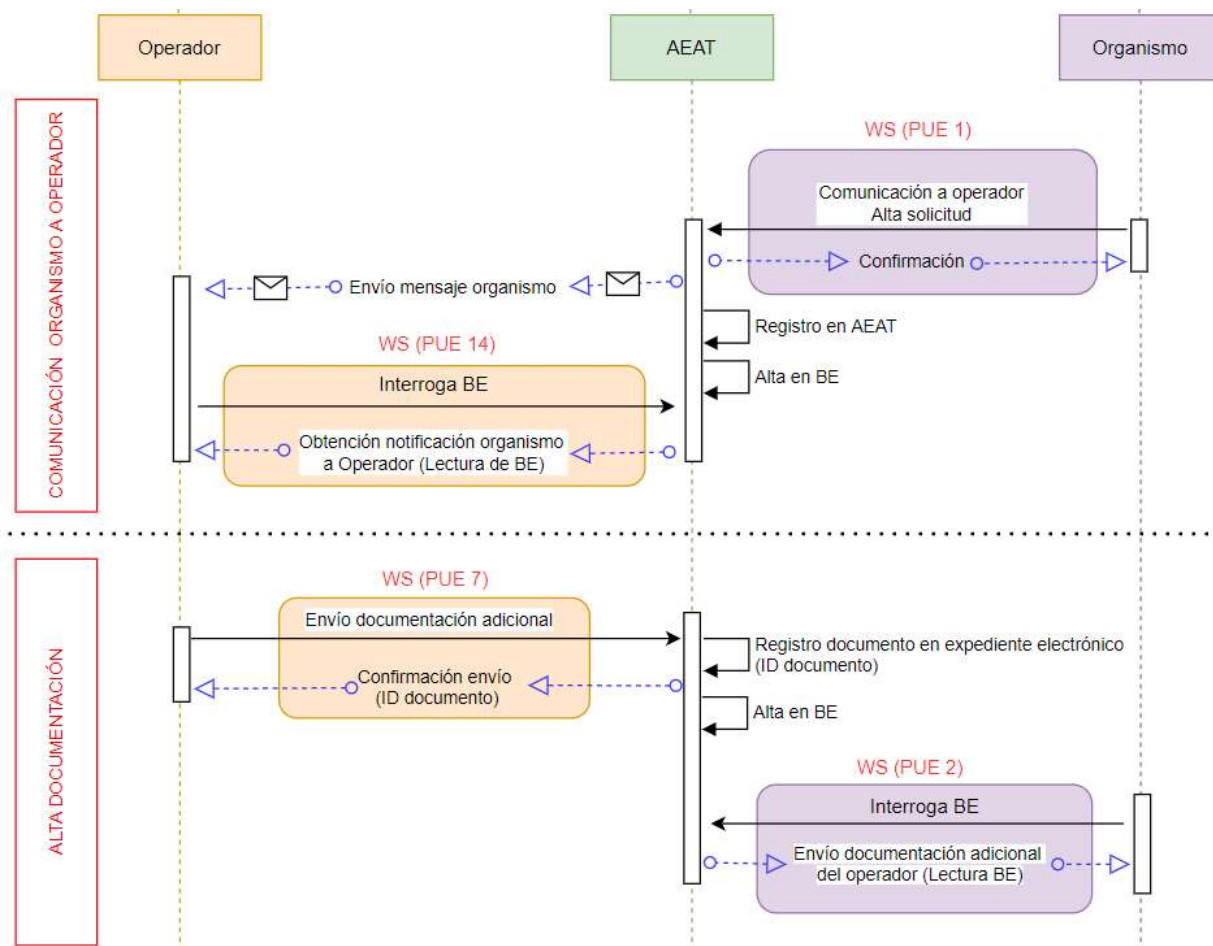 Operador
AEAT
Organismo
COMUNICACIÓN ORGANISMO A OPERADOR
WS (PUE 1)
Comunicación a operador
Alta solicitud
Confirmación
Envío mensaje organismo
Registro en AEAT
WS (PUE 14)
Alta en BE
Interroga BE
Obtención notificación organismo
a Operador (Lectura de BE)
ALTA DOCUMENTACIÓN
WS (PUE 7)
Envío documentación adicional
Registro documento en expediente electrónico
(ID documento)
Confirmación envío
(ID documento)
Alta en BE
WS (PUE 2)
Interroga BE
Envío documentación adicional
del operador (Lectura BE)